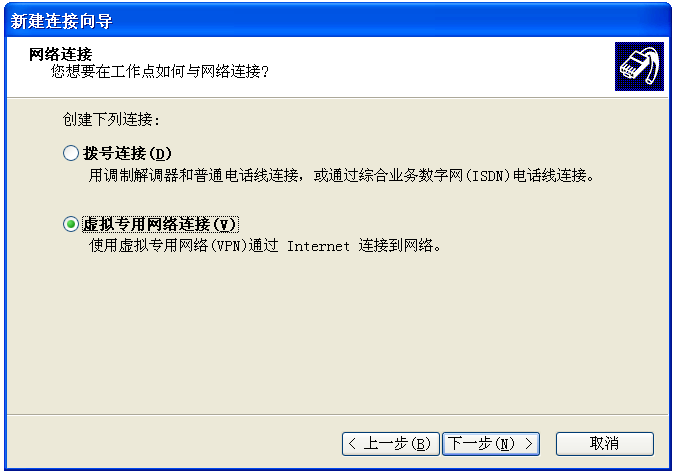 新建连接向导
网络连接
您想要在工作点如何与网络连接?
创建下列连接:
拨号连接(D)
用调制解调器和普通电话线连接，或通过综合业务数字网(ISDN)电话线连接。
虚拟专用网络连接(V)
使用虚拟专用网络(VPN)通过 Internet 连接到网络。
< 上一步(B) 下一步(N) > 取消